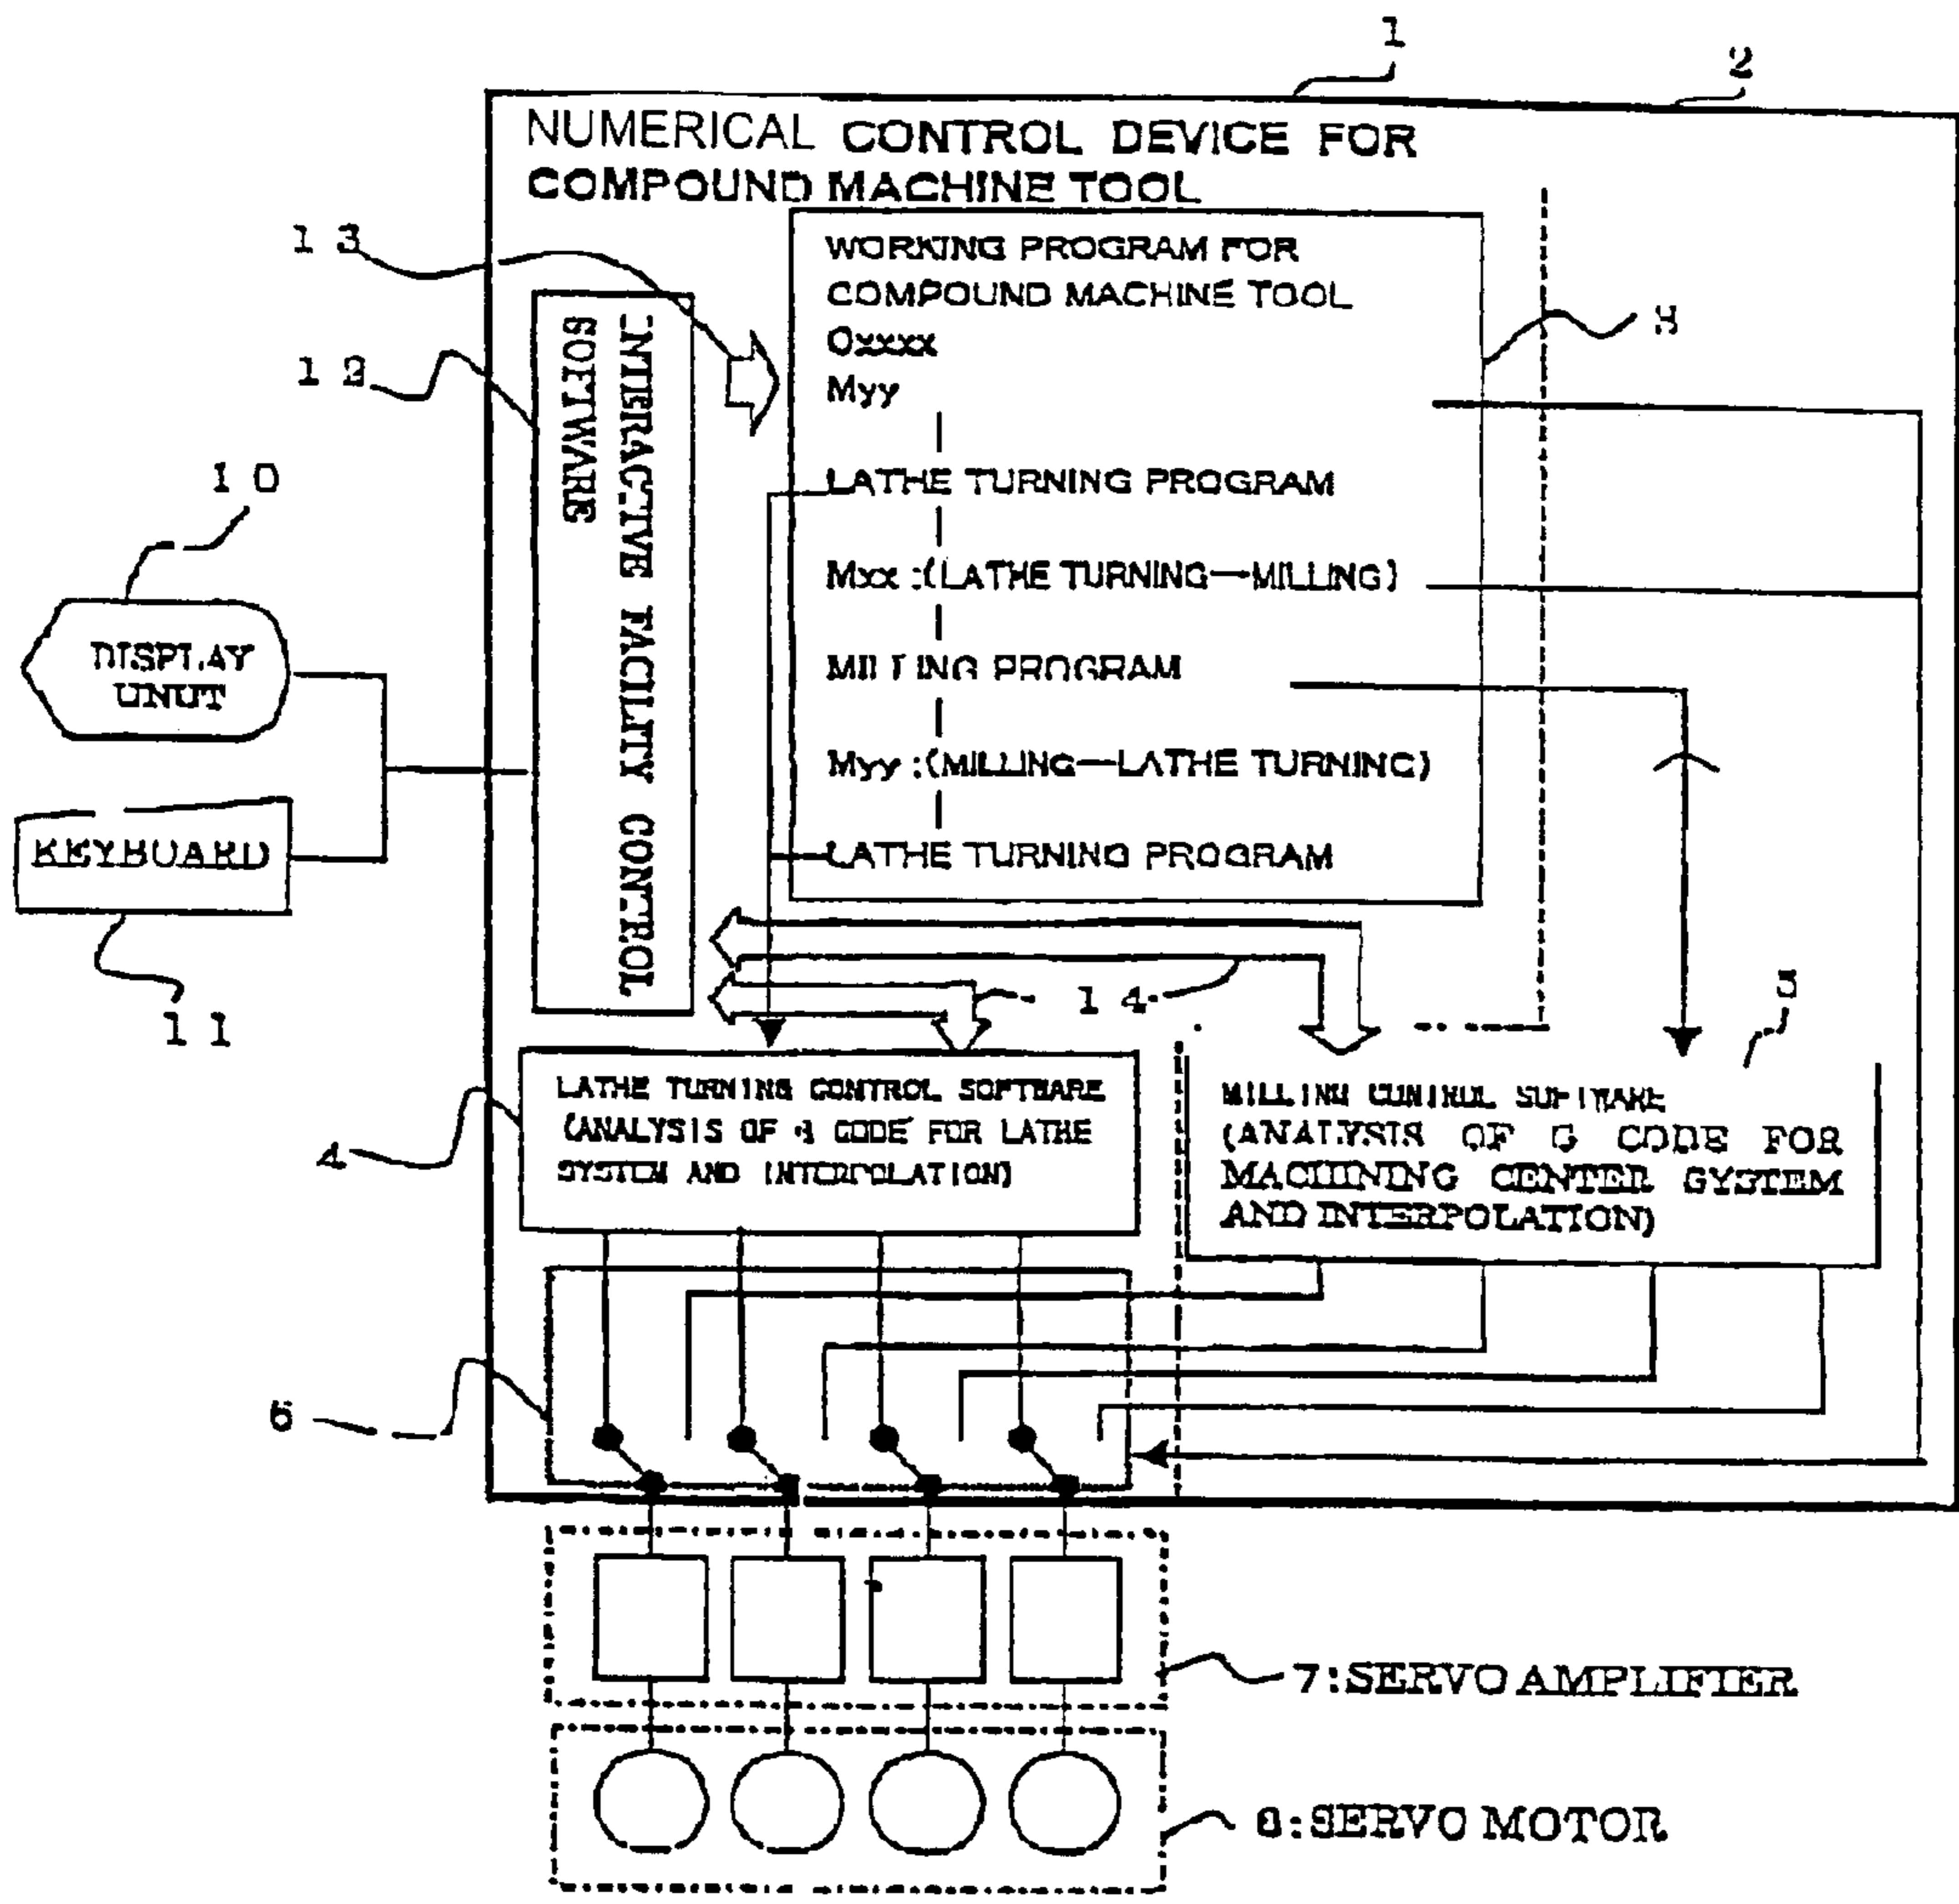 1
2
NUMERICAL CONTROL DEVICE FOR
COMPOUND MACHINE TOOL
13
WORKING PROGRAM FOR
COMPOUND MACHINE TOOL
Oxxxx
Myy
12
INTERACTIVE FACILITY CONTROL
SOFTWARE
10
LATHE TURNING PROGRAM
Mxx :(LATHE TURNING—MILLING)
DISPLAY
UNUT
MILLING PROGRAM
Myy :(MILLING—LATHE TURNING)
KEYBOARD
LATHE TURNING PROGRAM
11
14
5
LATHE TURNING CONTROL SOFTWARE
(ANALYSIS OF G CODE FOR LATHE
SYSTEM AND INTERPOLATION)
4
MILLING CONTROL SOFTWARE
(ANALYSIS OF G CODE FOR
MACHINING CENTER SYSTEM
AND INTERPOLATION)
6
7:SERVO AMPLIFIER
8:SERVO MOTOR